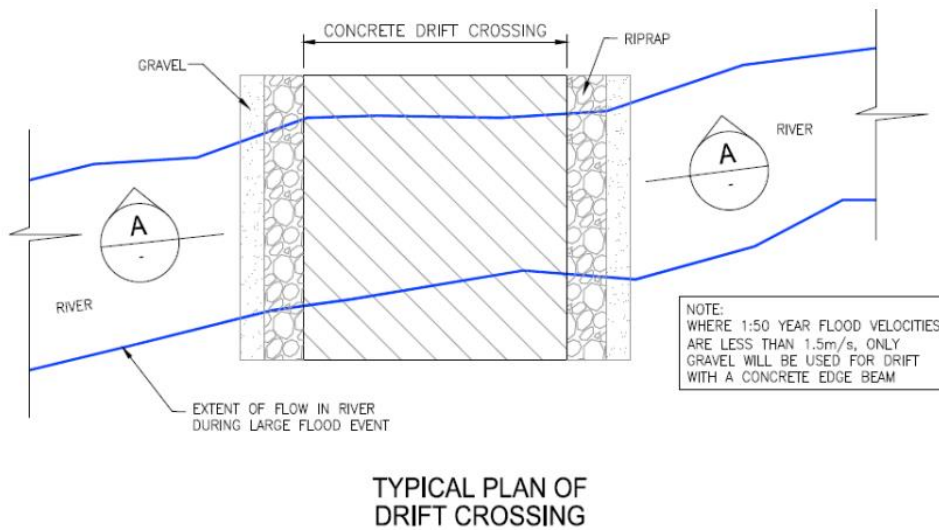 CONCRETE DRIFT CROSSING
RIPRAP
GRAVEL
RIVER
A
-
A
-
RIVER
NOTE:
WHERE 1:50 YEAR FLOOD VELOCITIES
ARE LESS THAN 1.5m/s, ONLY
GRAVEL WILL BE USED FOR DRIFT
WITH A CONCRETE EDGE BEAM
EXTENT OF FLOW IN RIVER
DURING LARGE FLOOD EVENT
TYPICAL PLAN OF
DRIFT CROSSING